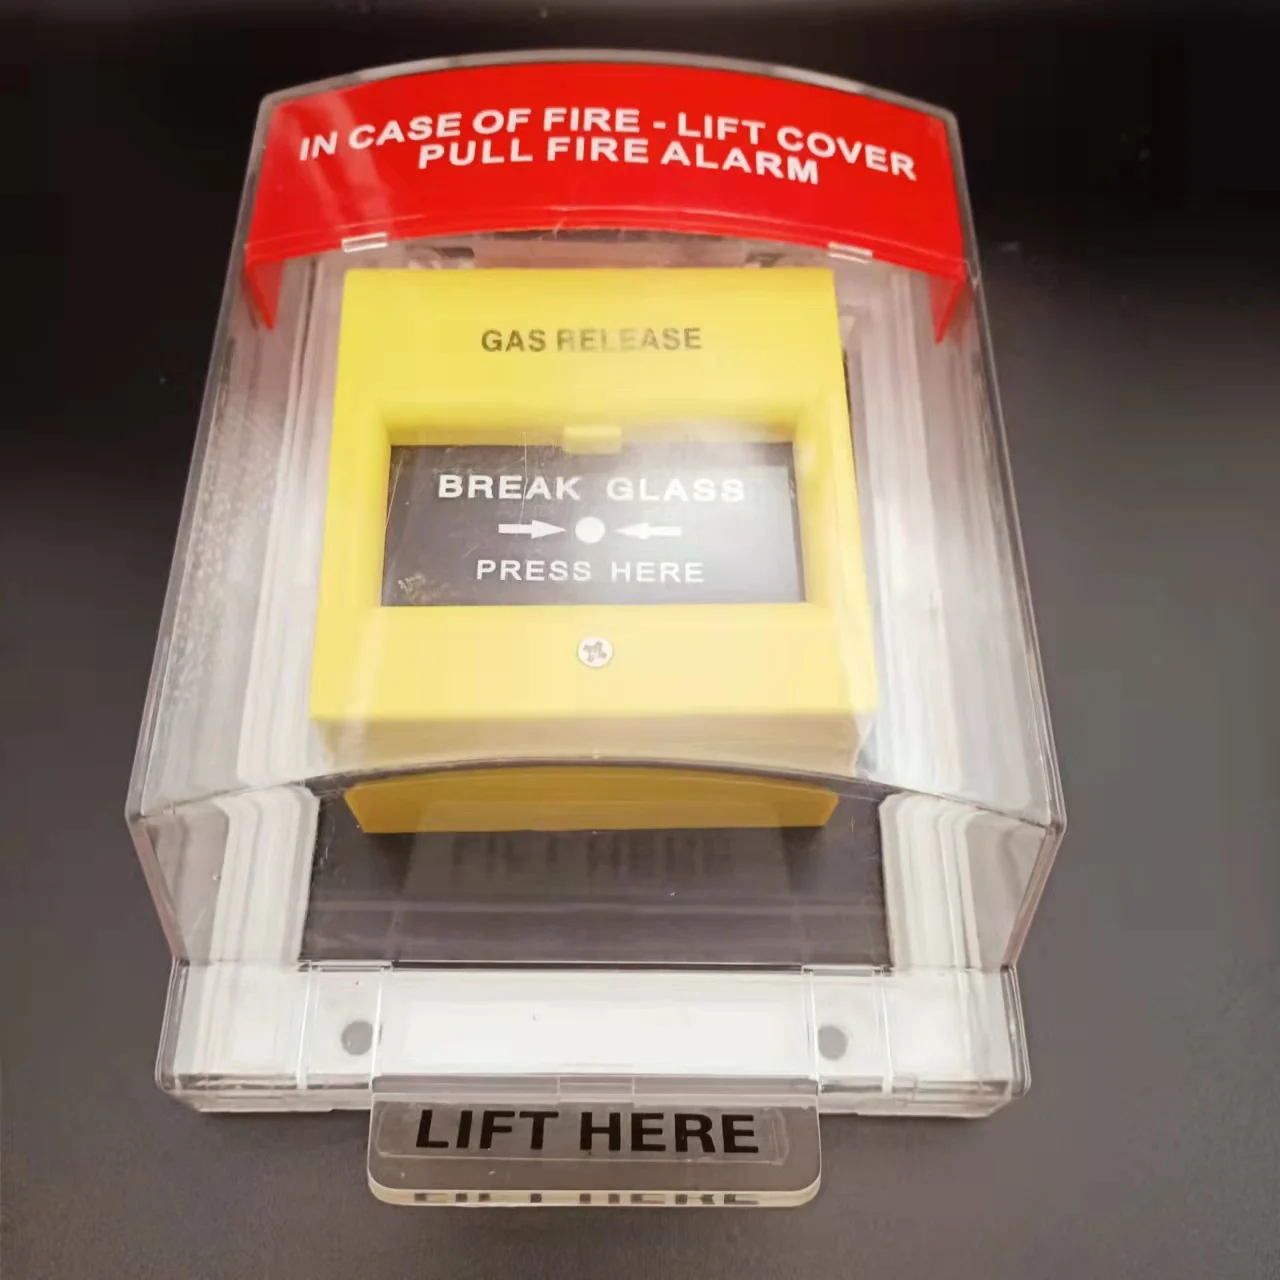 IN CASE OF FIRE - LIFT COVER
PULL FIRE ALARM
GAS RELEASE
BREAK GLASS
PRESS HERE
LIFT HERE